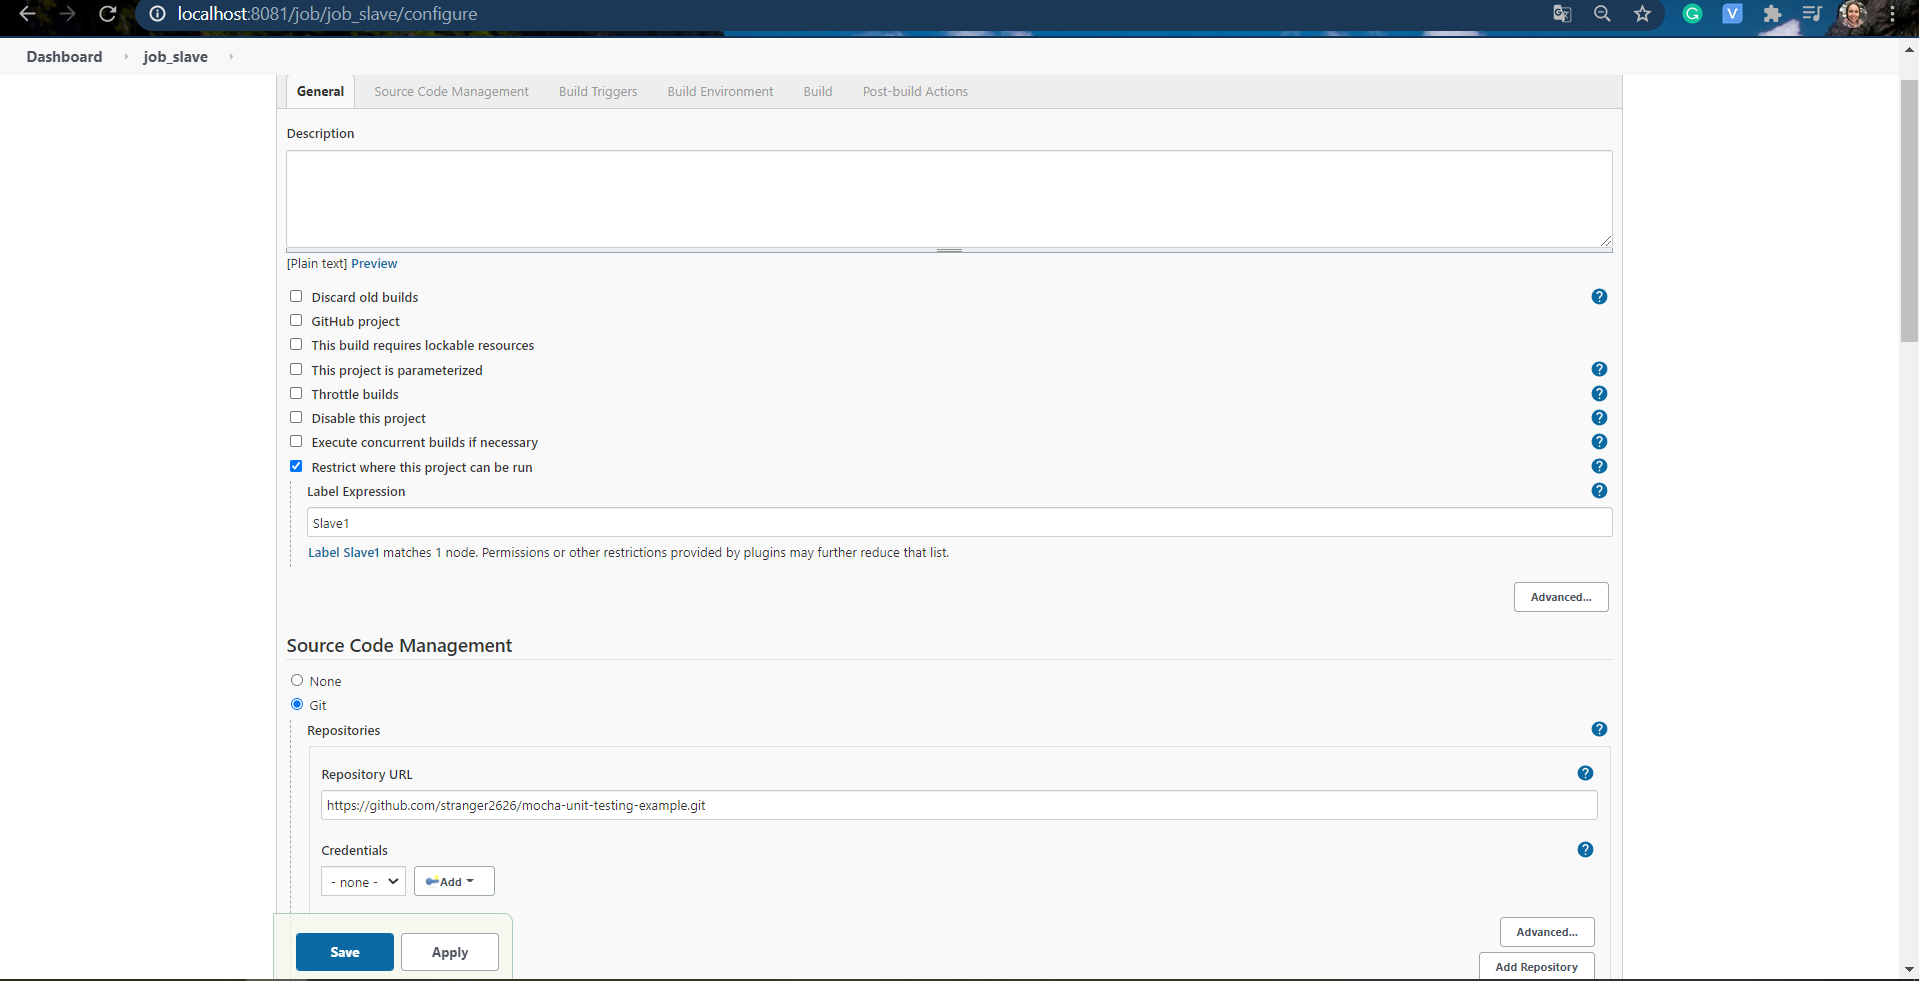 localhost:8081/job/job_slave/configure
Dashboard job_slave
General Source Code Management Build Triggers Build Environment Build Post-build Actions
Description
[Plain text] Preview
Discard old builds
GitHub project
This build requires lockable resources
This project is parameterized
Throttle builds
Disable this project
Execute concurrent builds if necessary
Restrict where this project can be run
Label Expression
Slave1
Label Slave1 matches 1 node. Permissions or other restrictions provided by plugins may further reduce that list.
Advanced...
Source Code Management
None
Git
Repositories
Repository URL
https://github.com/stranger2626/mocha-unit-testing-example.git
Credentials
- none - Add
Advanced...
Save Apply
Add Repository